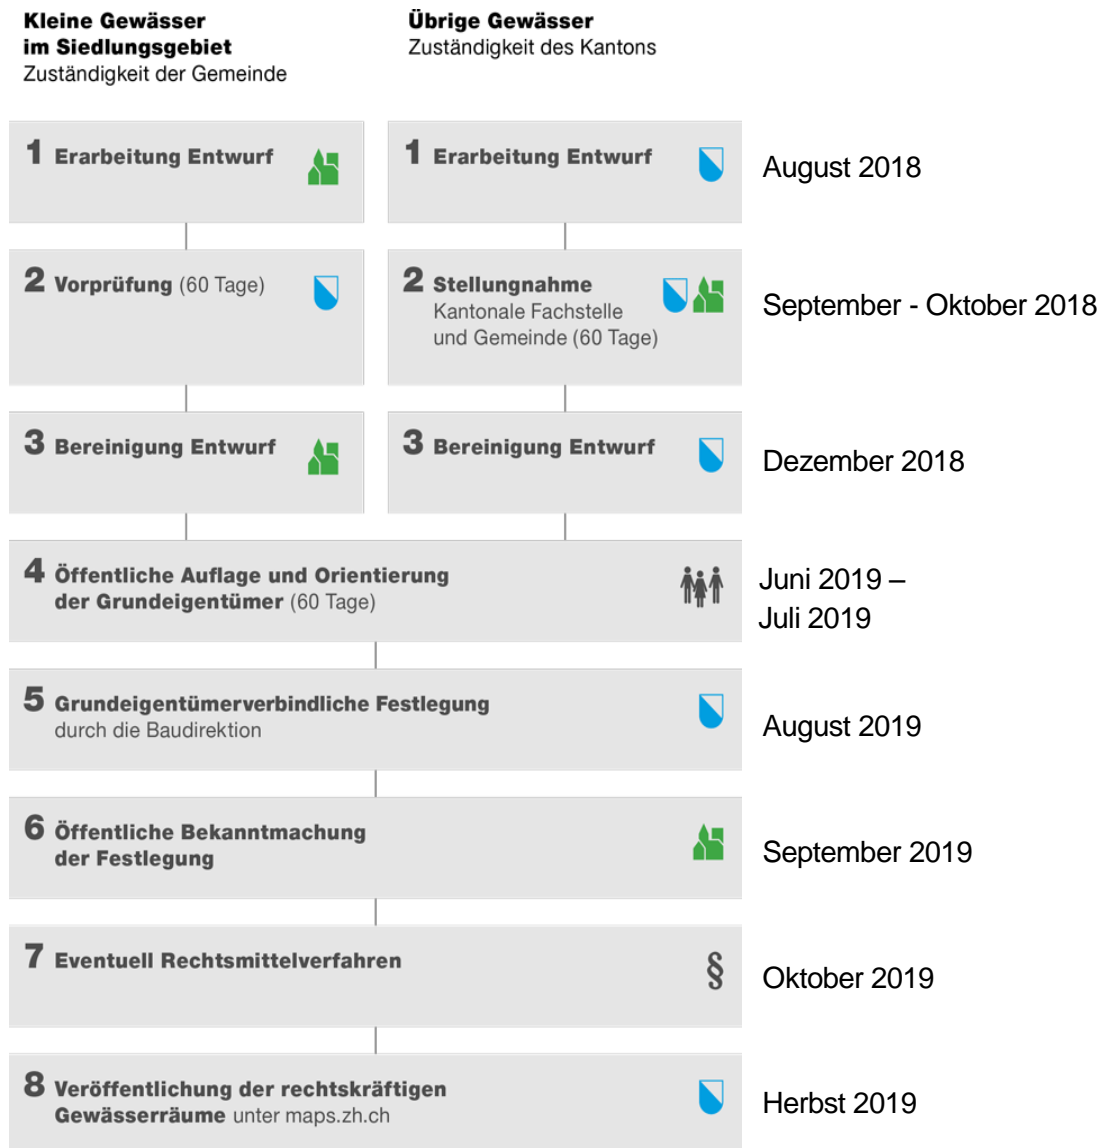 Kleine Gewässer
im Siedlungsgebiet
Zuständigkeit der Gemeinde
Übrige Gewässer
Zuständigkeit des Kantons
1 Erarbeitung Entwurf
1 Erarbeitung Entwurf
August 2018
2 Vorprüfung (60 Tage)
2 Stellungnahme
Kantonale Fachstelle
und Gemeinde (60 Tage)
September - Oktober 2018
3 Bereinigung Entwurf
3 Bereinigung Entwurf
Dezember 2018
4 Öffentliche Auflage und Orientierung
der Grundeigentümer (60 Tage)
Juni 2019 –
Juli 2019
5 Grundeigentümerverbindliche Festlegung
durch die Baudirektion
August 2019
6 Öffentliche Bekanntmachung
der Festlegung
September 2019
7 Eventuell Rechtsmittelverfahren
§
Oktober 2019
8 Veröffentlichung der rechtskräftigen
Gewässerräume unter maps.zh.ch
Herbst 2019